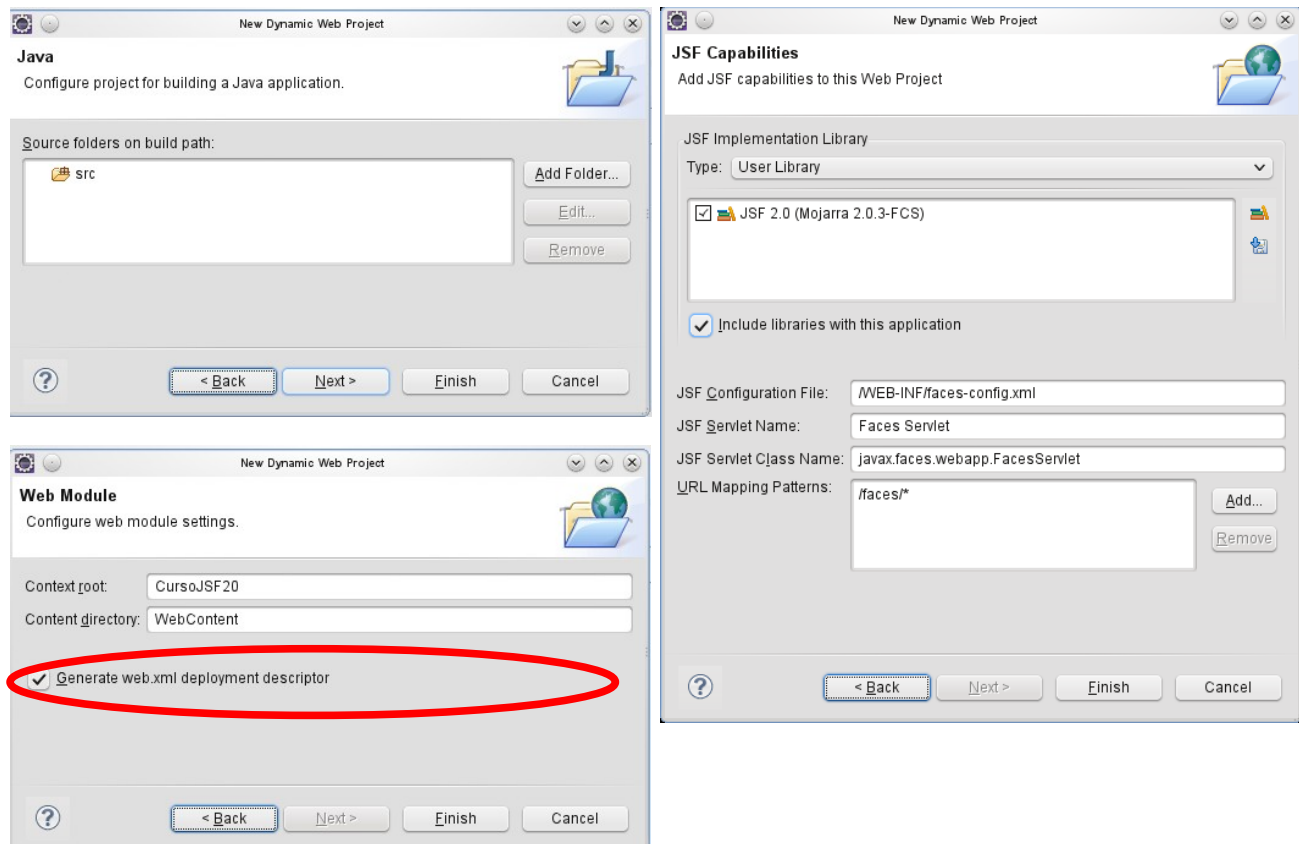 New Dynamic Web Project
Java
Configure project for building a Java application.
Source folders on build path:
src
Add Folder...
Edit...
Remove
< Back
Next >
Finish
Cancel
New Dynamic Web Project
Web Module
Configure web module settings.
Context root: CursoJSF20
Content directory: WebContent
Generate web.xml deployment descriptor
< Back
Next >
Finish
Cancel
New Dynamic Web Project
JSF Capabilities
Add JSF capabilities to this Web Project
JSF Implementation Library
Type: User Library
JSF 2.0 (Mojarra 2.0.3-FCS)
Include libraries with this application
JSF Configuration File: /WEB-INF/faces-config.xml
JSF Servlet Name: Faces Servlet
JSF Servlet Class Name: javax.faces.webapp.FacesServlet
URL Mapping Patterns: /faces/*
Add...
Remove
< Back
Next >
Finish
Cancel